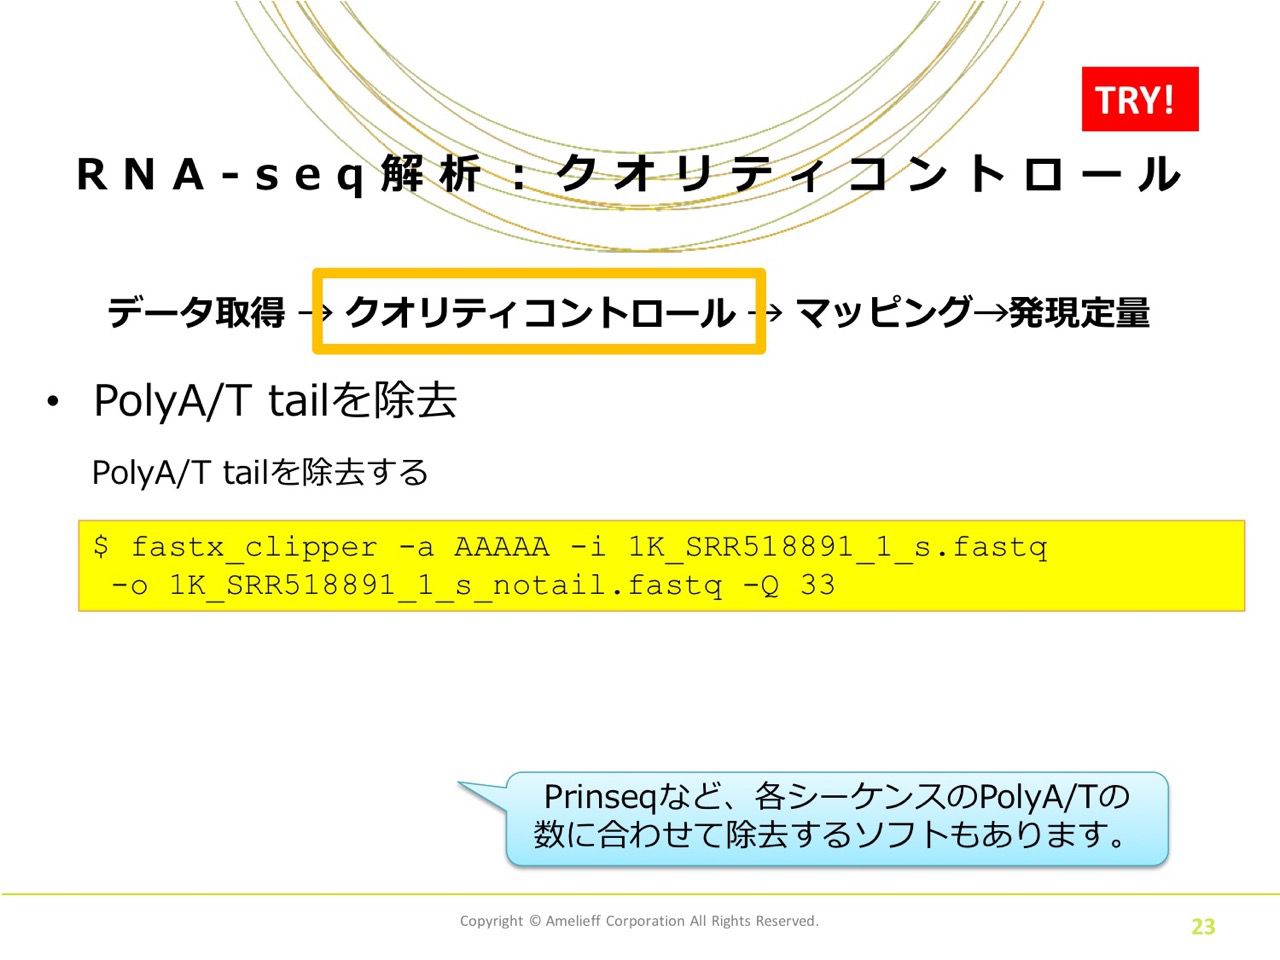 TRY!
RNA-seq解析：クオリティコントロール
データ取得 → クオリティコントロール → マッピング→発現定量
• PolyA/T tailを除去
PolyA/T tailを除去する
$ fastx_clipper -a AAAAA -i 1K_SRR518891_1_s.fastq
-o 1K_SRR518891_1_s_notail.fastq -Q 33
Prinseqなど、各シーケンスのPolyA/Tの
数に合わせて除去するソフトもあります。
Copyright © Amelieff Corporation All Rights Reserved.
23